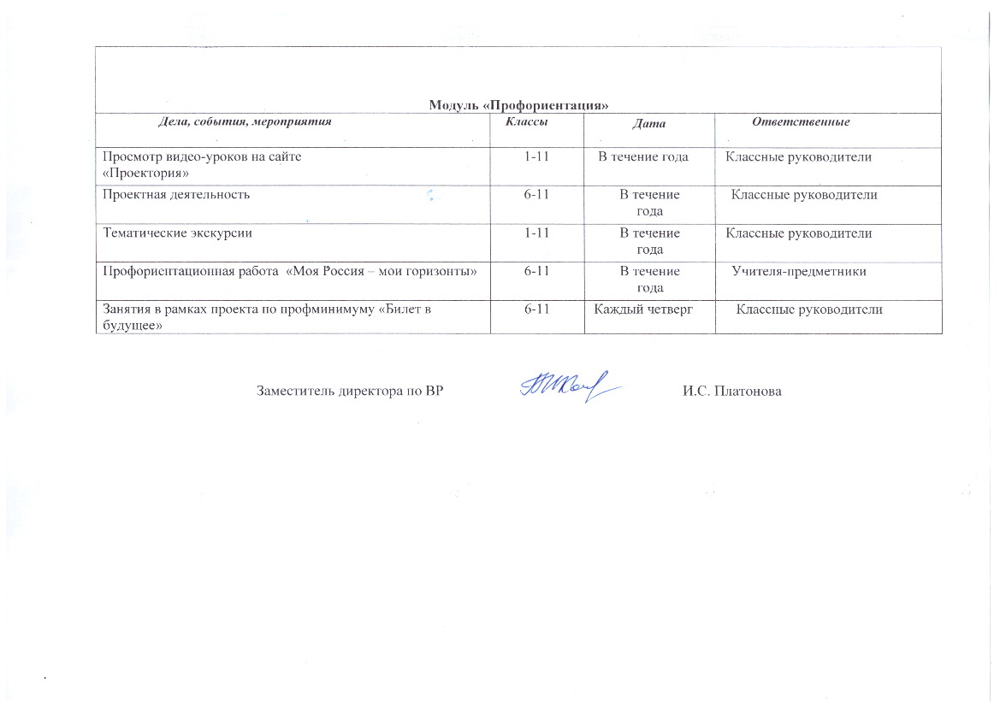 Модуль «Профориентация»
Дела, события, мероприятия Классы Дата Ответственные
Просмотр видео-уроков на сайте 1-11 В течение года Классные руководители
«Проектория»
Проектная деятельность 6-11 В течение Классные руководители
года
Тематические экскурсии 1-11 В течение Классные руководители
года
Профориентационная работа «Моя Россия – мои горизонты» 6-11 В течение Учителя-предметники
года
Занятия в рамках проекта по профминимуму «Билет в 6-11 Каждый четверг Классные руководители
будущее»
Заместитель директора по ВР И.С. Платонова